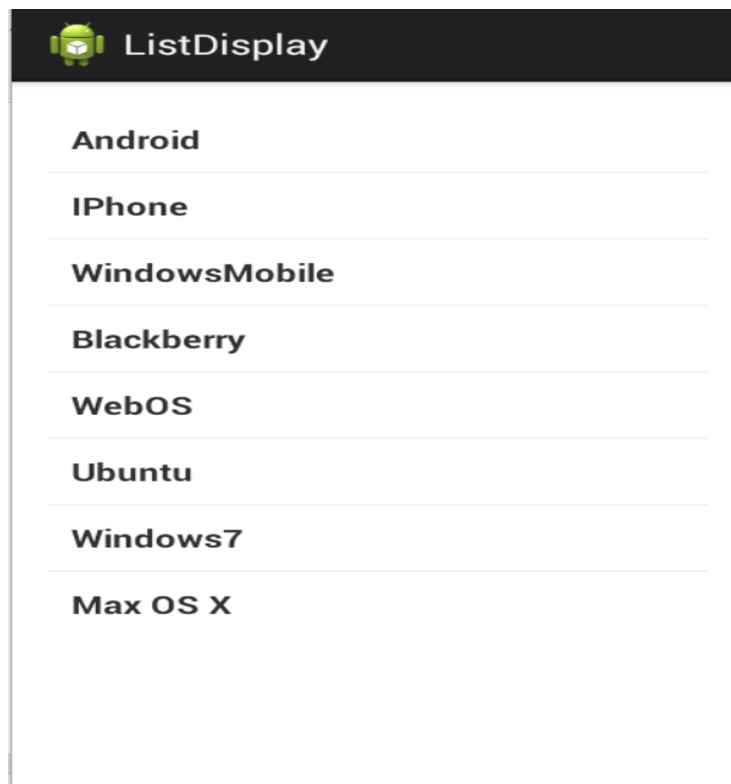 ListDisplay
Android
IPhone
WindowsMobile
Blackberry
WebOS
Ubuntu
Windows7
Max OS X